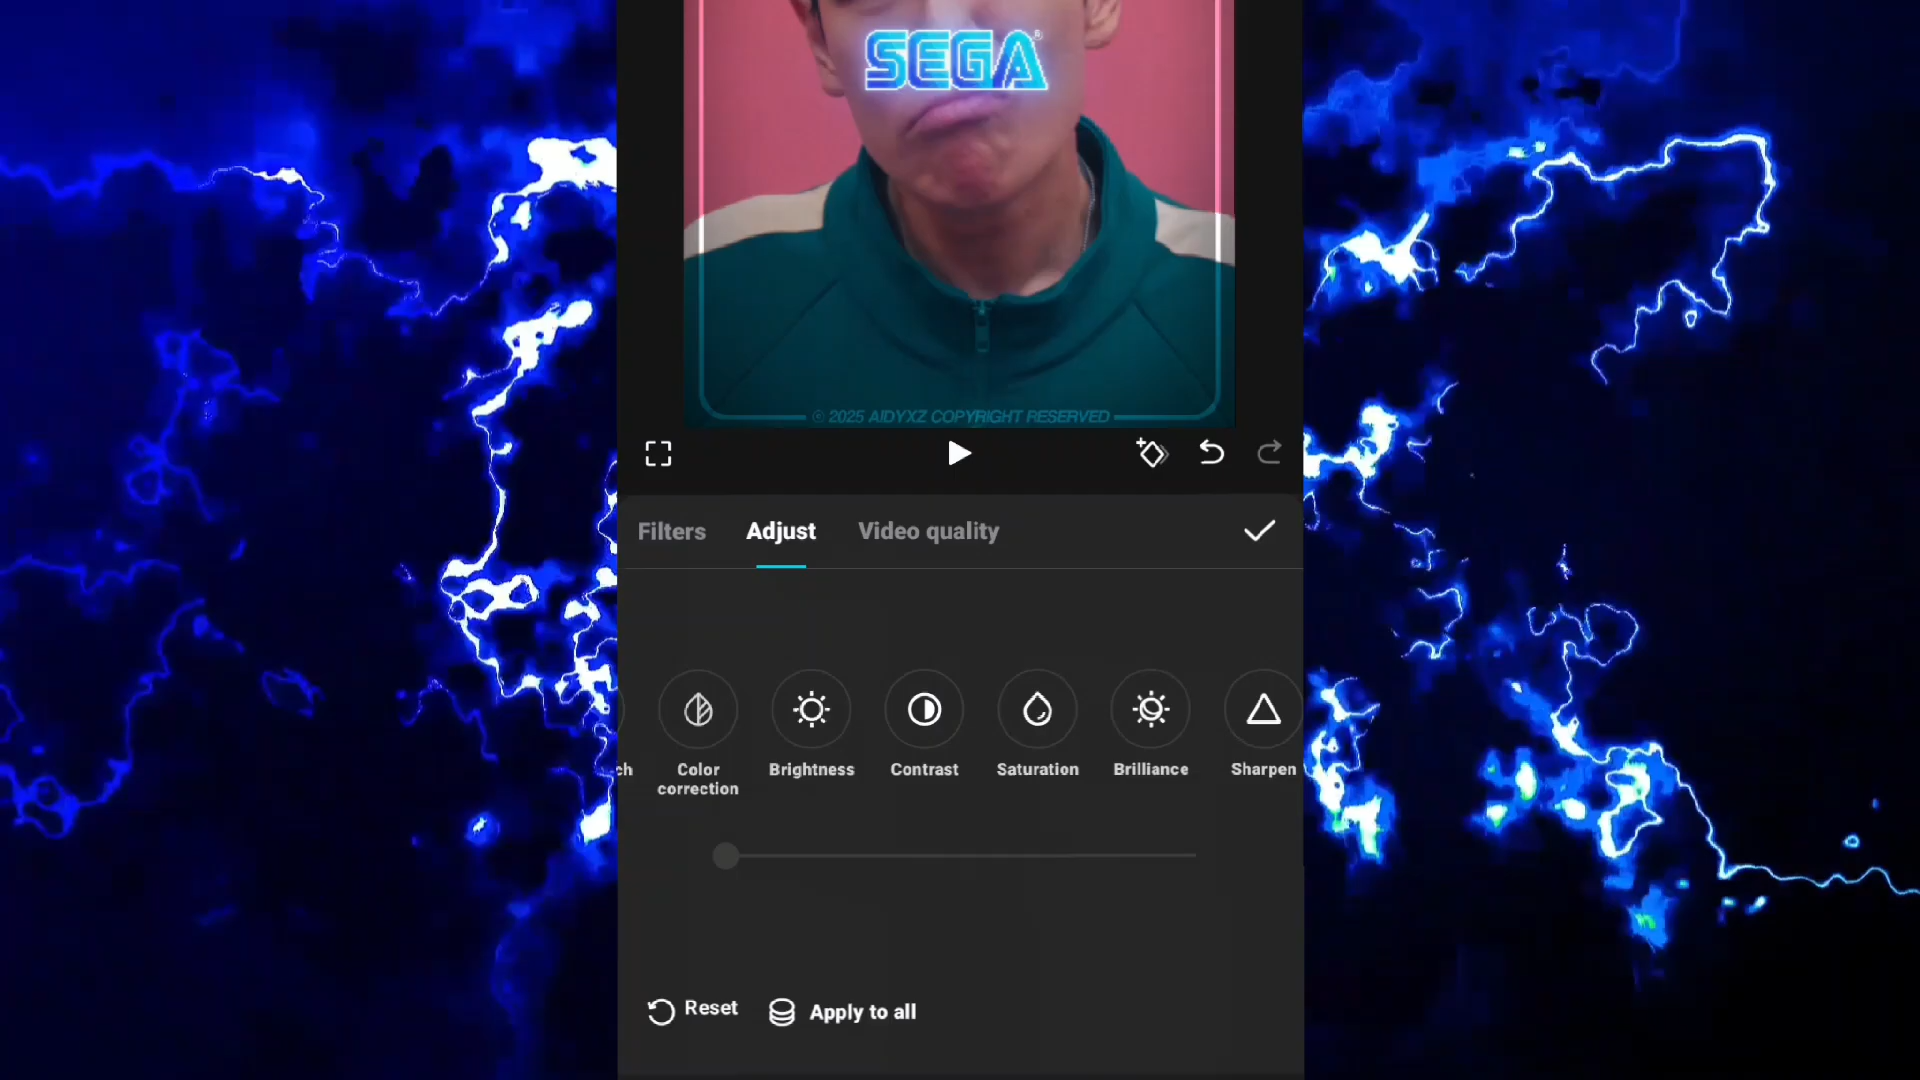 SEGA®
© 2025 AIDYXZ COPYRIGHT RESERVED
Filters Adjust Video quality
ch Color correction Brightness Contrast Saturation Brilliance Sharpen
Reset Apply to all